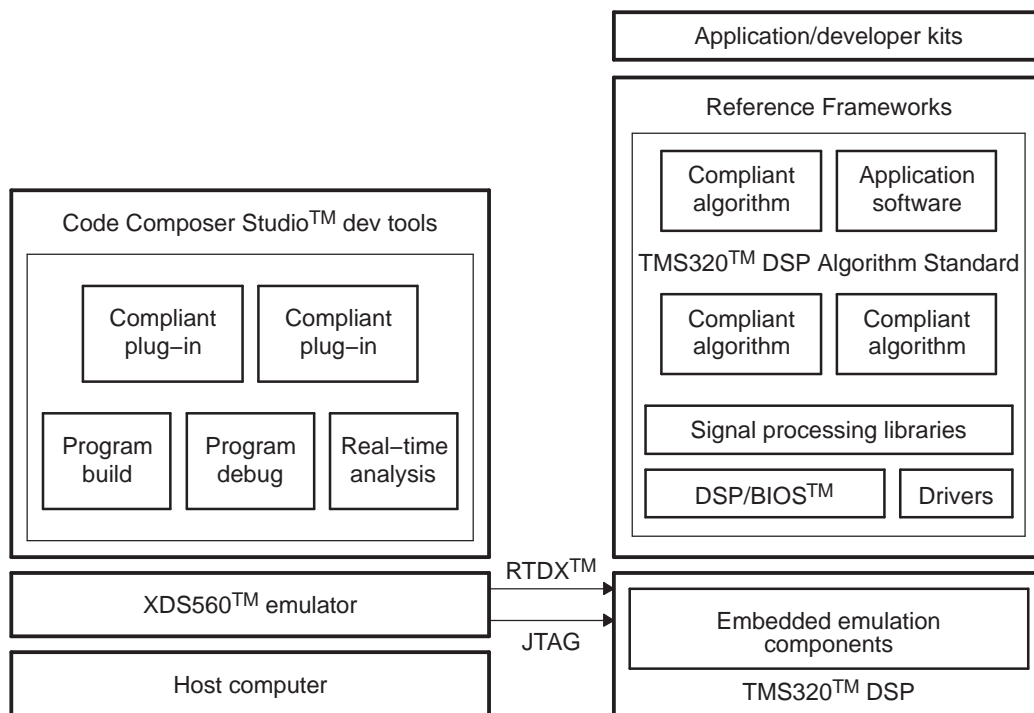 Application/developer kits
Reference Frameworks
Compliant
algorithm
Application
software
TMS320™ DSP Algorithm Standard
Compliant
algorithm
Compliant
algorithm
Signal processing libraries
DSP/BIOS™
Drivers
Code Composer Studio™ dev tools
Compliant
plug−in
Compliant
plug−in
Program
build
Program
debug
Real−time
analysis
RTDX™
XDS560™ emulator
JTAG
Host computer
Embedded emulation
components
TMS320™ DSP